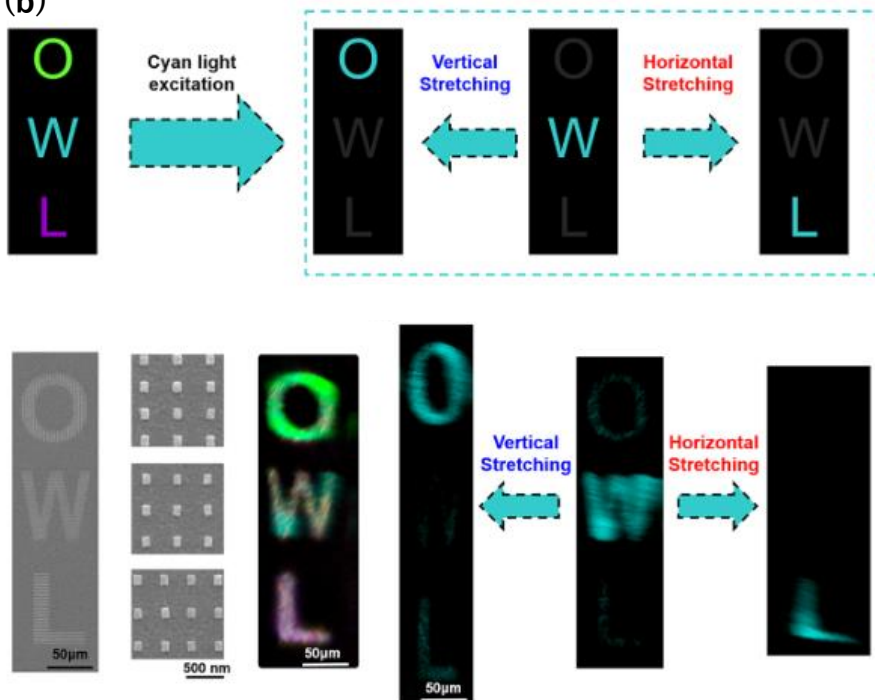 (b)
O
W
L
Cyan light
excitation
O
W
L
Vertical
Stretching
O
W
L
Horizontal
Stretching
O
W
L
O
W
L
50μm
500 nm
O
W
L
50μm
O
W
L
50μm
Vertical
Stretching
O
W
L
Horizontal
Stretching
L